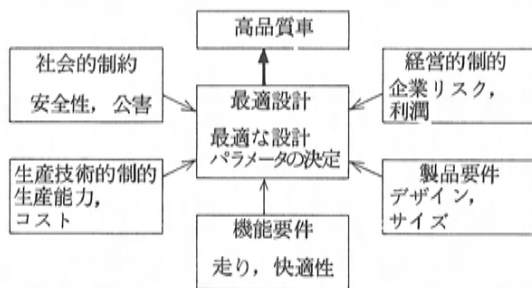 高品質車
社会的制約
安全性，公害
最適設計
最適な設計
パラメータの決定
経営的制的
企業リスク，
利潤
生産技術的制的
生産能力，
コスト
製品要件
デザイン，
サイズ
機能要件
走り，快適性